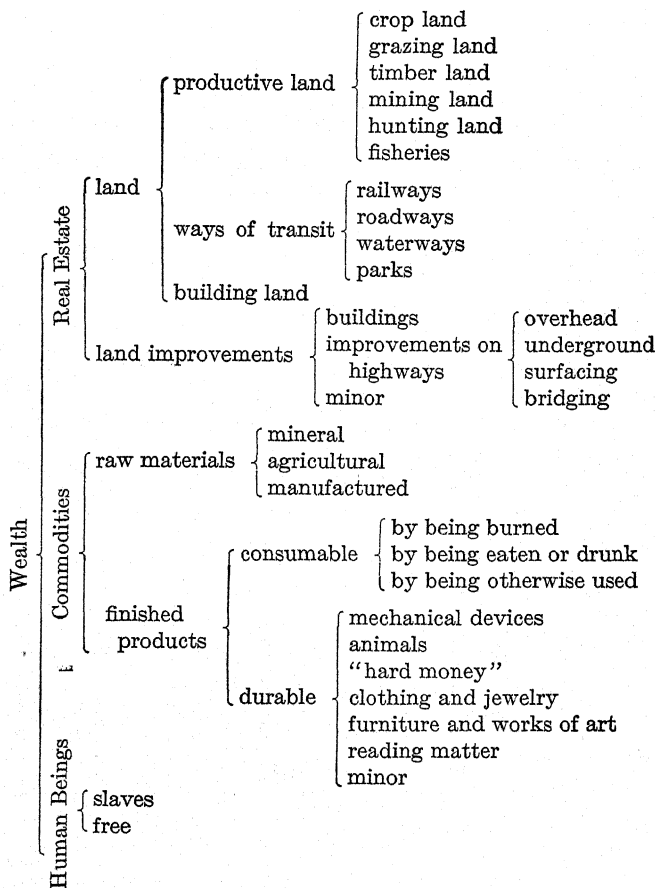 Wealth
Real Estate
land
productive land
crop land
grazing land
timber land
mining land
hunting land
fisheries
ways of transit
railways
roadways
waterways
parks
building land
land improvements
buildings
improvements on
highways
overhead
underground
surfacing
bridging
minor
Commodities
raw materials
mineral
agricultural
manufactured
finished
products
consumable
by being burned
by being eaten or drunk
by being otherwise used
durable
mechanical devices
animals
“hard money”
clothing and jewelry
furniture and works of art
reading matter
minor
Human Beings
slaves
free